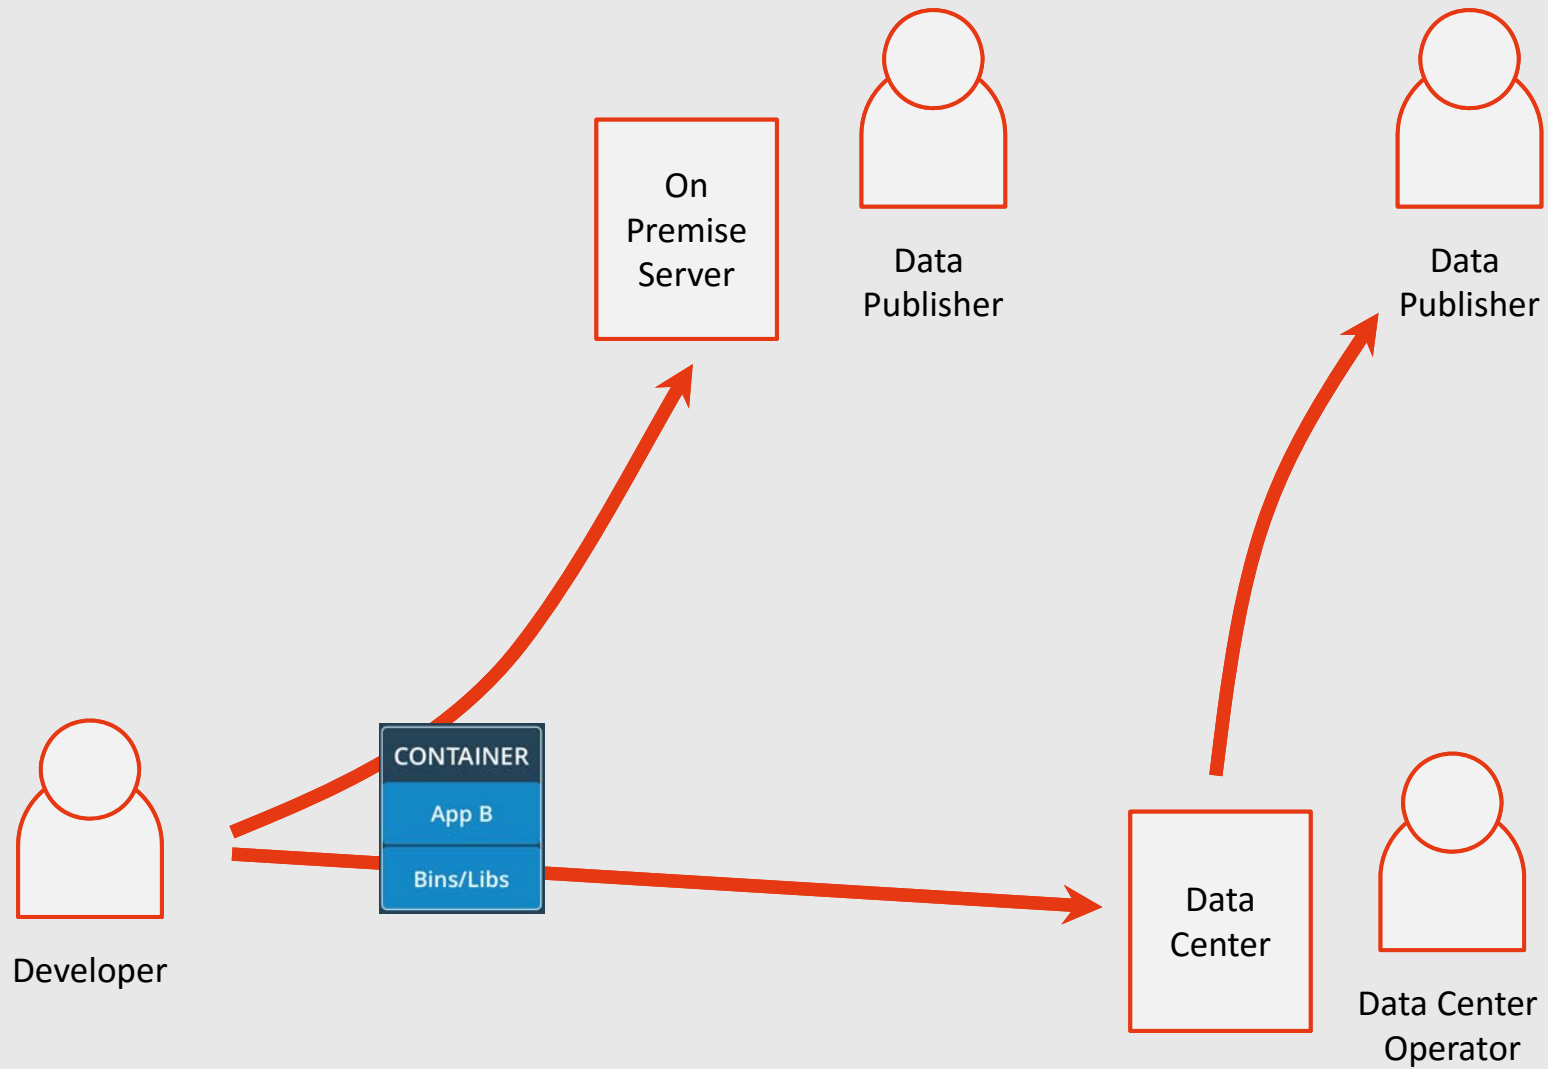 On
Premise
Server
Data
Publisher
Data
Publisher
CONTAINER
App B
Bins/Libs
Developer
Data
Center
Data Center
Operator